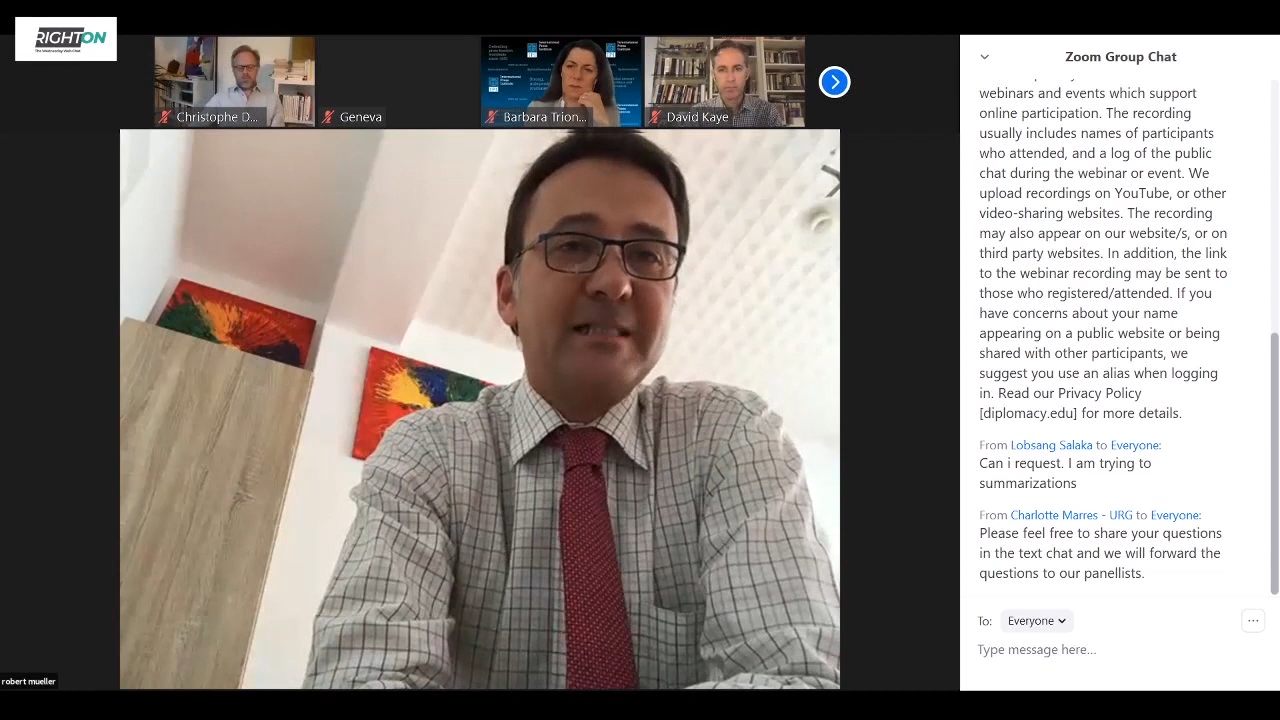 RIGHTON
The Wednesday Web Chat
Christophe D...
Geneva
International
Press
Institute
Barbara Trion...
David Kaye
robert mueller
Zoom Group Chat
webinars and events which support
online participation. The recording
usually includes names of participants
who attended, and a log of the public
chat during the webinar or event. We
upload recordings on YouTube, or other
video-sharing websites. The recording
may also appear on our website/s, or on
third party websites. In addition, the link
to the webinar recording may be sent to
those who registered/attended. If you
have concerns about your name
appearing on a public website or being
shared with other participants, we
suggest you use an alias when logging
in. Read our Privacy Policy
[diplomacy.edu] for more details.
From Lobsang Salaka to Everyone:
Can i request. I am trying to
summarizations
From Charlotte Marres - URG to Everyone:
Please feel free to share your questions
in the text chat and we will forward the
questions to our panellists.
To: Everyone
Type message here...